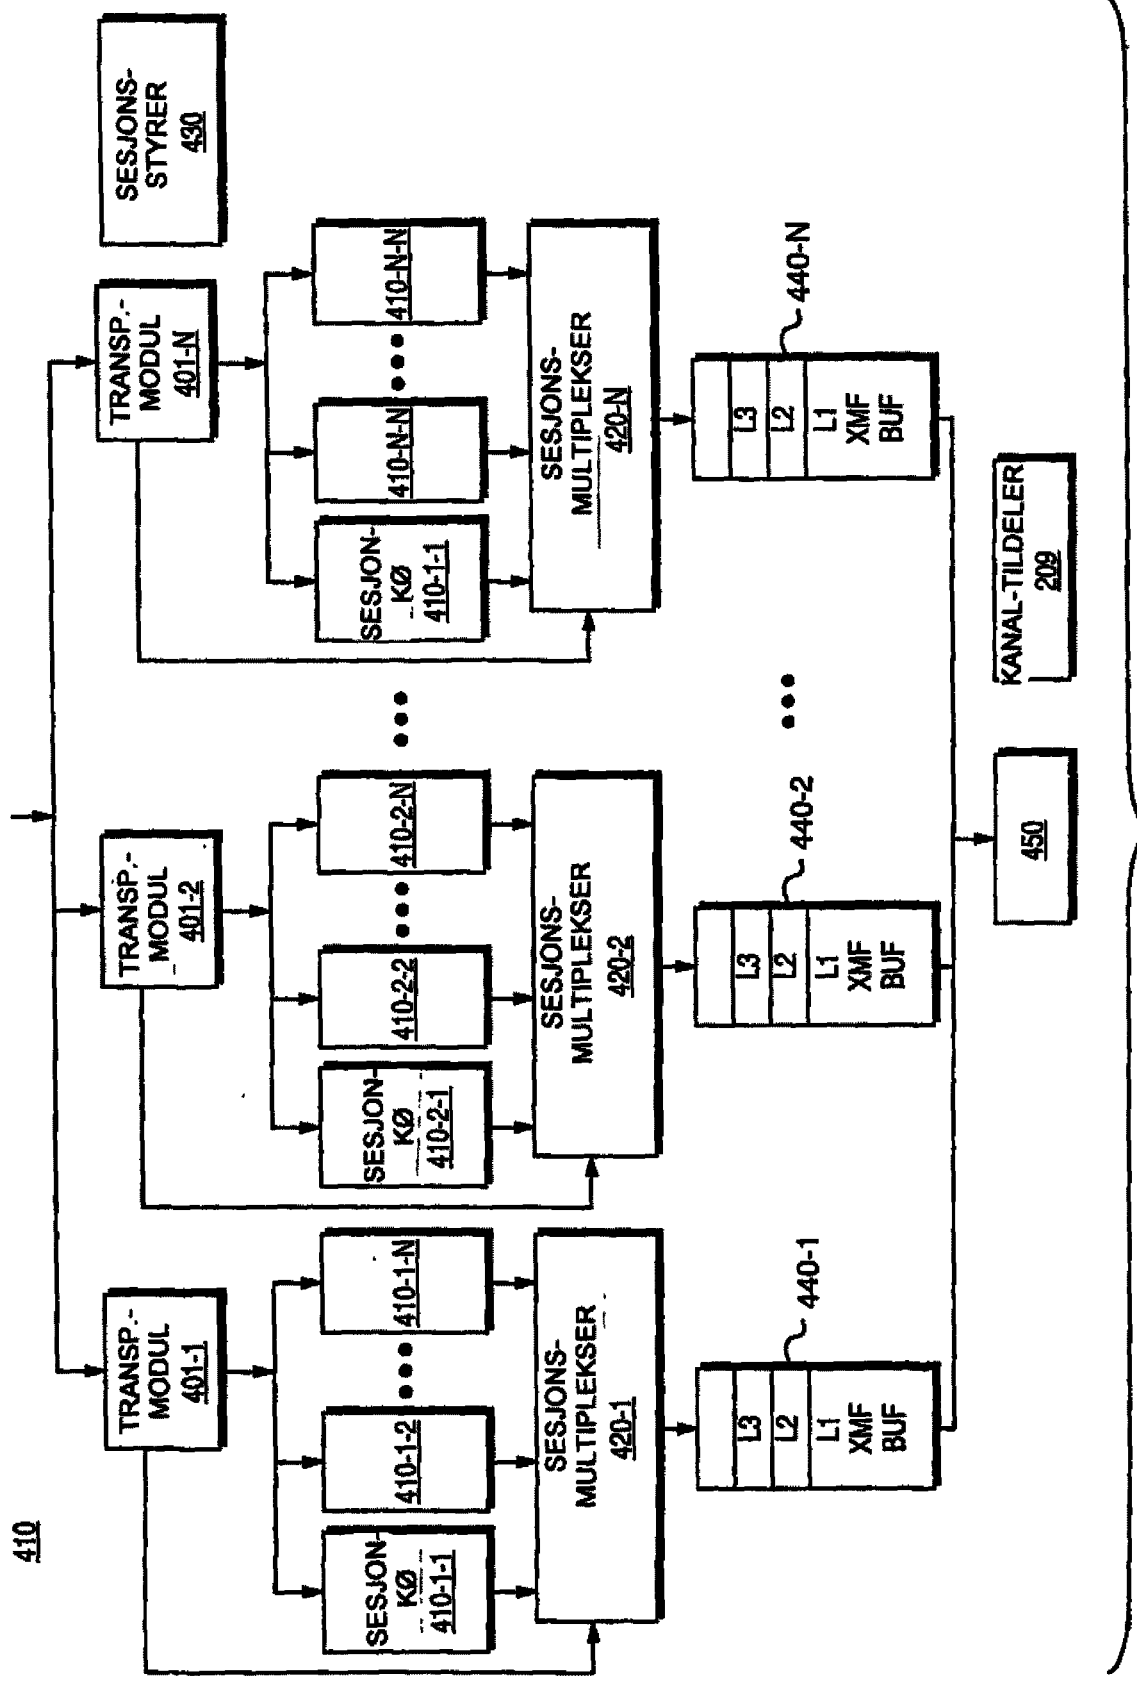 410
SESJONS-
STYRER
430
TRANSP.-
MODUL
401-1
TRANSP.-
MODUL
401-2
TRANSP.-
MODUL
401-N
SESJON-
KØ
410-1-1
410-1-2
410-1-N
SESJON-
KØ
410-2-1
410-2-2
410-2-N
SESJON-
KØ
410-1-1
410-N-N
410-N-N
SESJONS-
MULTIPLEKSER
420-1
SESJONS-
MULTIPLEKSER
420-2
SESJONS-
MULTIPLEKSER
420-N
440-1
L3
L2
L1
XMF
BUF
440-2
L3
L2
L1
XMF
BUF
440-N
L3
L2
L1
XMF
BUF
450
KANAL-TILDELER
209